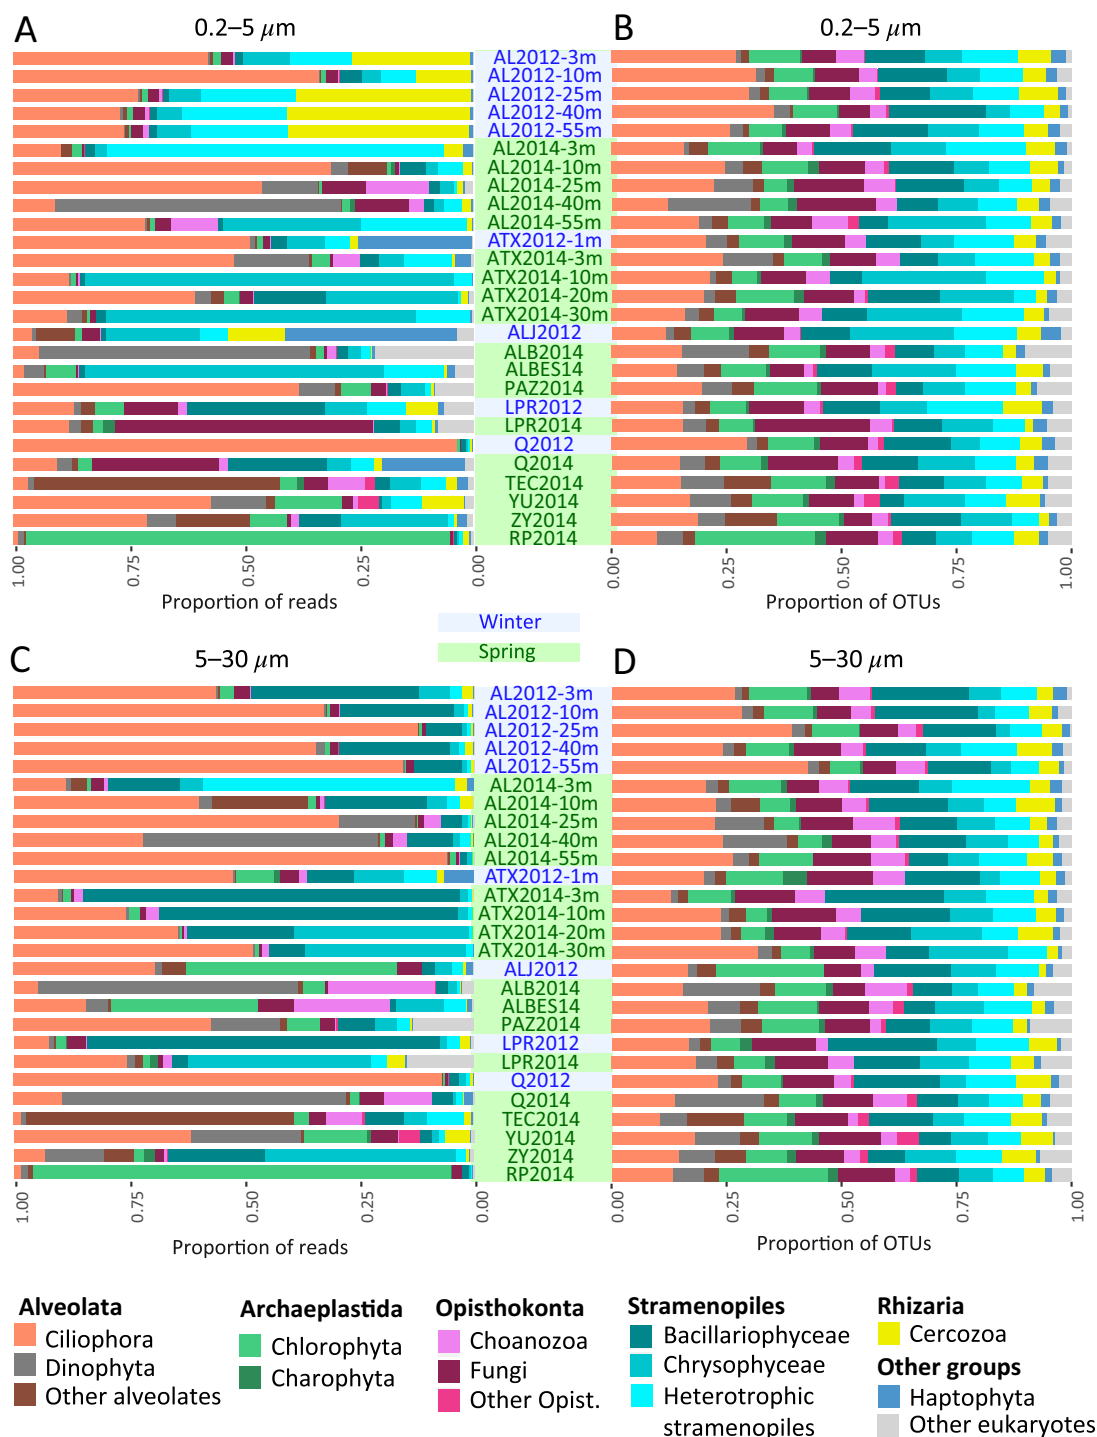 A
0.2–5 µm
B
0.2–5 µm
AL2012-3m
AL2012-10m
AL2012-25m
AL2012-40m
AL2012-55m
AL2014-3m
AL2014-10m
AL2014-25m
AL2014-40m
AL2014-55m
ATX2012-1m
ATX2014-3m
ATX2014-10m
ATX2014-20m
ATX2014-30m
ALJ2012
ALB2014
ALBES14
PAZ2014
LPR2012
LPR2014
Q2012
Q2014
TEC2014
YU2014
ZY2014
RP2014
1.00 0.75 0.50 0.25 0.00
0.00 0.25 0.50 0.75 1.00
Proportion of reads
Proportion of OTUs
Winter
Spring
C
5–30 µm
D
5–30 µm
AL2012-3m
AL2012-10m
AL2012-25m
AL2012-40m
AL2012-55m
AL2014-3m
AL2014-10m
AL2014-25m
AL2014-40m
AL2014-55m
ATX2012-1m
ATX2014-3m
ATX2014-10m
ATX2014-20m
ATX2014-30m
ALJ2012
ALB2014
ALBES14
PAZ2014
LPR2012
LPR2014
Q2012
Q2014
TEC2014
YU2014
ZY2014
RP2014
1.00 0.75 0.50 0.25 0.00
0.00 0.25 0.50 0.75 1.00
Proportion of reads
Proportion of OTUs
Alveolata
Ciliophora
Dinophyta
Other alveolates
Archaeplastida
Chlorophyta
Charophyta
Opisthokonta
Choanozoa
Fungi
Other Opist.
Stramenopiles
Bacillariophyceae
Chrysophyceae
Heterotrophic
stramenopiles
Rhizaria
Cercozoa
Other groups
Haptophyta
Other eukaryotes